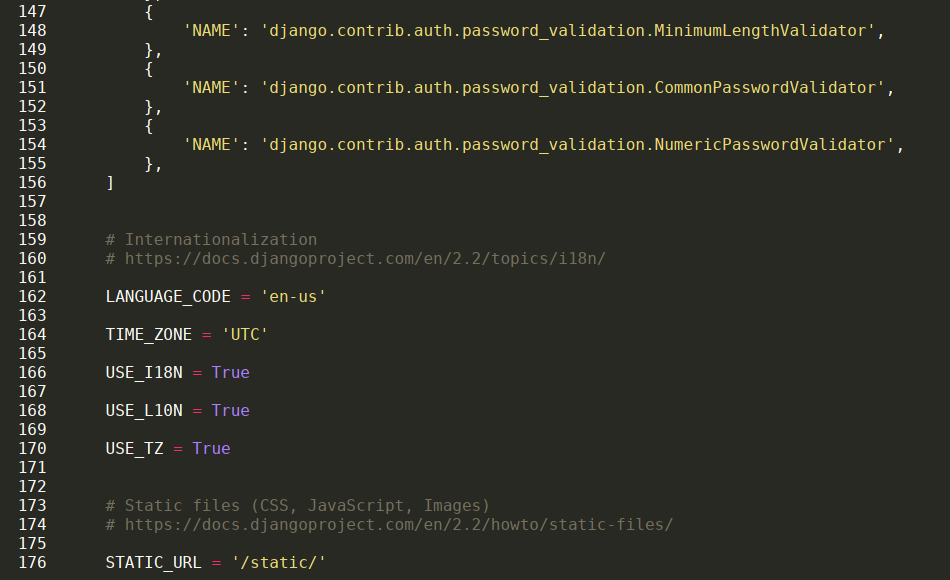 147 {
148 'NAME': 'django.contrib.auth.password_validation.MinimumLengthValidator',
149 },
150 {
151 'NAME': 'django.contrib.auth.password_validation.CommonPasswordValidator',
152 },
153 {
154 'NAME': 'django.contrib.auth.password_validation.NumericPasswordValidator',
155 },
156 ]
157
158
159 # Internationalization
160 # https://docs.djangoproject.com/en/2.2/topics/i18n/
161
162 LANGUAGE_CODE = 'en-us'
163
164 TIME_ZONE = 'UTC'
165
166 USE_I18N = True
167
168 USE_L10N = True
169
170 USE_TZ = True
171
172
173 # Static files (CSS, JavaScript, Images)
174 # https://docs.djangoproject.com/en/2.2/howto/static-files/
175
176 STATIC_URL = '/static/'